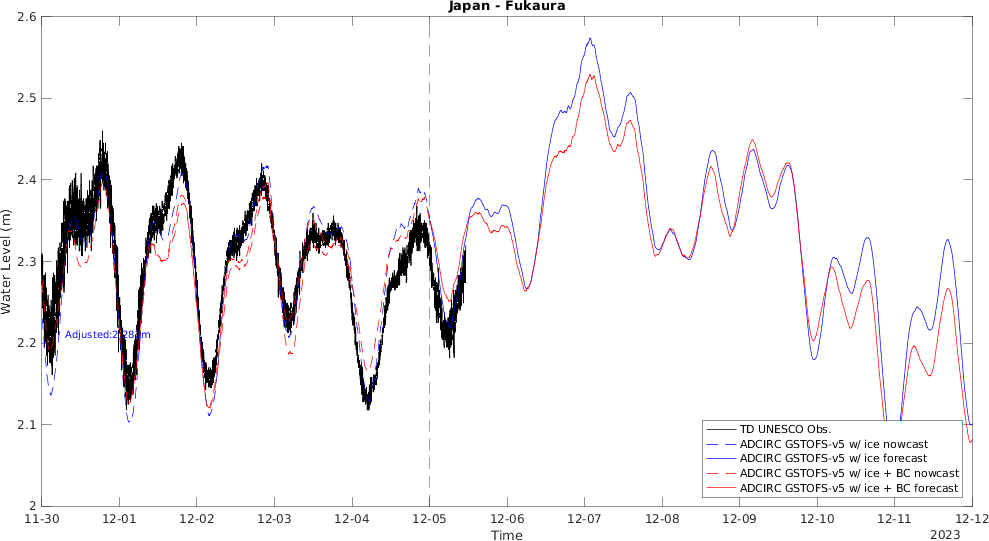 Japan - Fukaura
Water Level (m)
2.6
2.5
2.4
2.3
2.2
2.1
2
Adjusted:2.28am
TD UNESCO Obs.
ADCIRC GSTOFS-v5 w/ ice nowcast
ADCIRC GSTOFS-v5 w/ ice forecast
ADCIRC GSTOFS-v5 w/ ice + BC nowcast
ADCIRC GSTOFS-v5 w/ ice + BC forecast
11-30 12-01 12-02 12-03 12-04 12-05 12-06 12-07 12-08 12-09 12-10 12-11 12-12
Time
2023